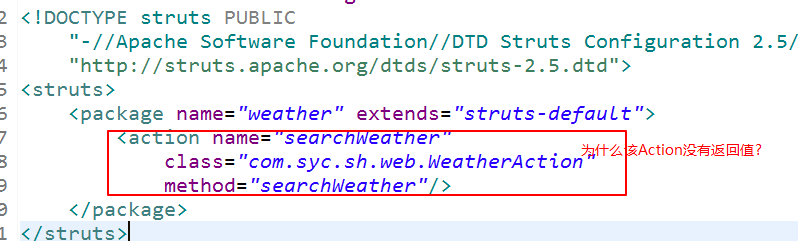 2 <!DOCTYPE struts PUBLIC
3 "-//Apache Software Foundation//DTD Struts Configuration 2.5/
4 "http://struts.apache.org/dtds/struts-2.5.dtd">
5 <struts>
6 <package name="weather" extends="struts-default">
7 <action name="searchWeather"
8 class="com.syc.sh.web.WeatherAction"
为什么该Action没有返回值?
9 method="searchWeather"/>
0 </package>
1 </struts>